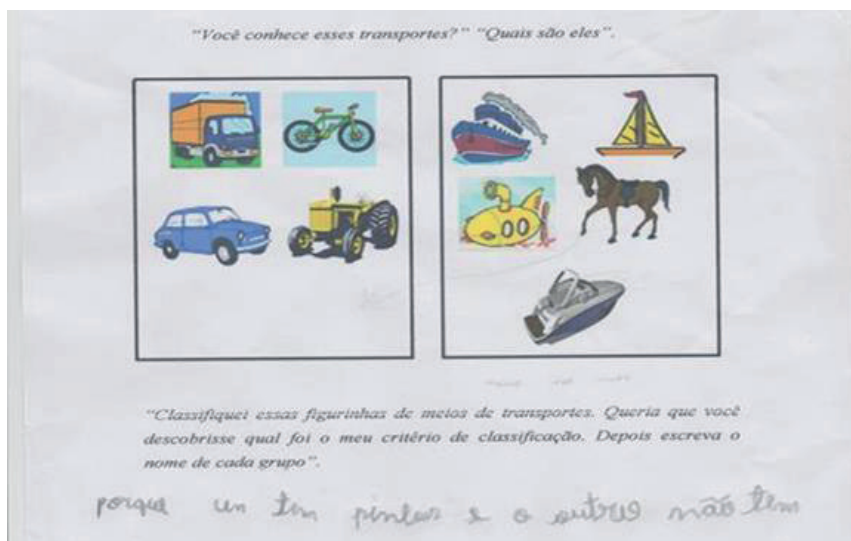 "Você conhece esses transportes?" "Quais são eles".
"Classifiquei essas figurinhas de meios de transportes. Queria que você
descobrisse qual foi o meu critério de classificação. Depois escreva o
nome de cada grupo".
porque un tem e o outro não tem